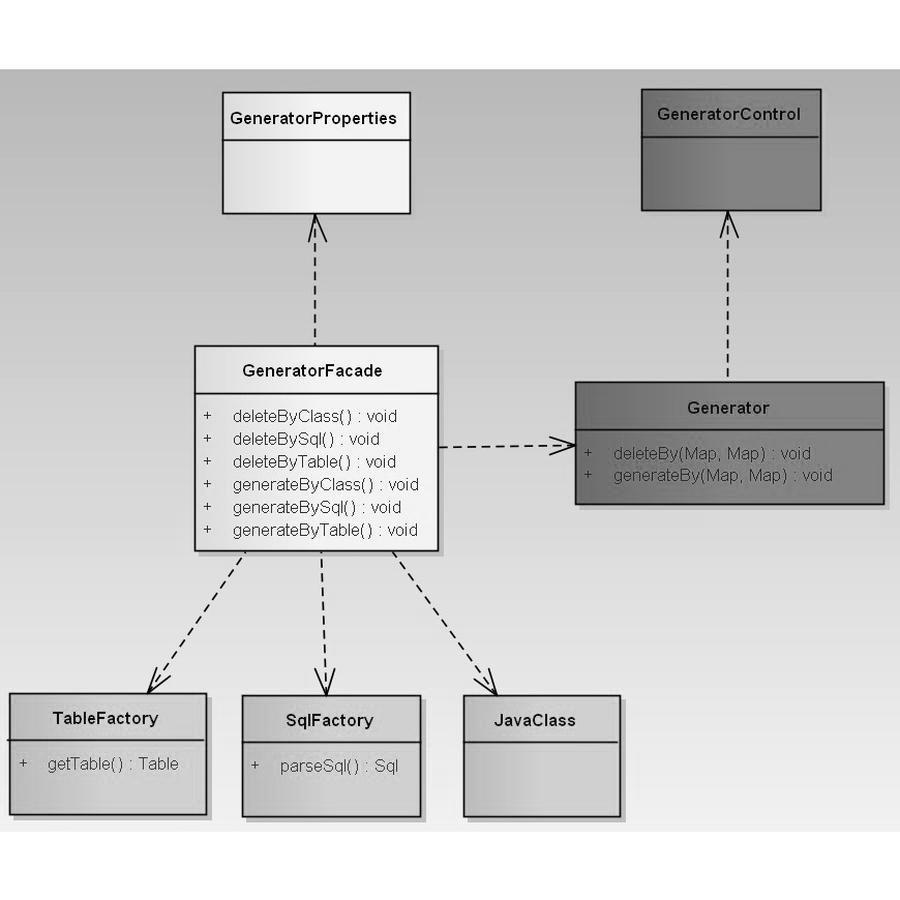 GeneratorProperties
GeneratorControl
GeneratorFacade
+ deleteByClass() : void
+ deleteBySql() : void
+ deleteByTable() : void
+ generateByClass() : void
+ generateBySql() : void
+ generateByTable() : void
Generator
+ deleteBy(Map, Map) : void
+ generateBy(Map, Map) : void
TableFactory
+ getTable() : Table
SqlFactory
+ parseSql() : Sql
JavaClass